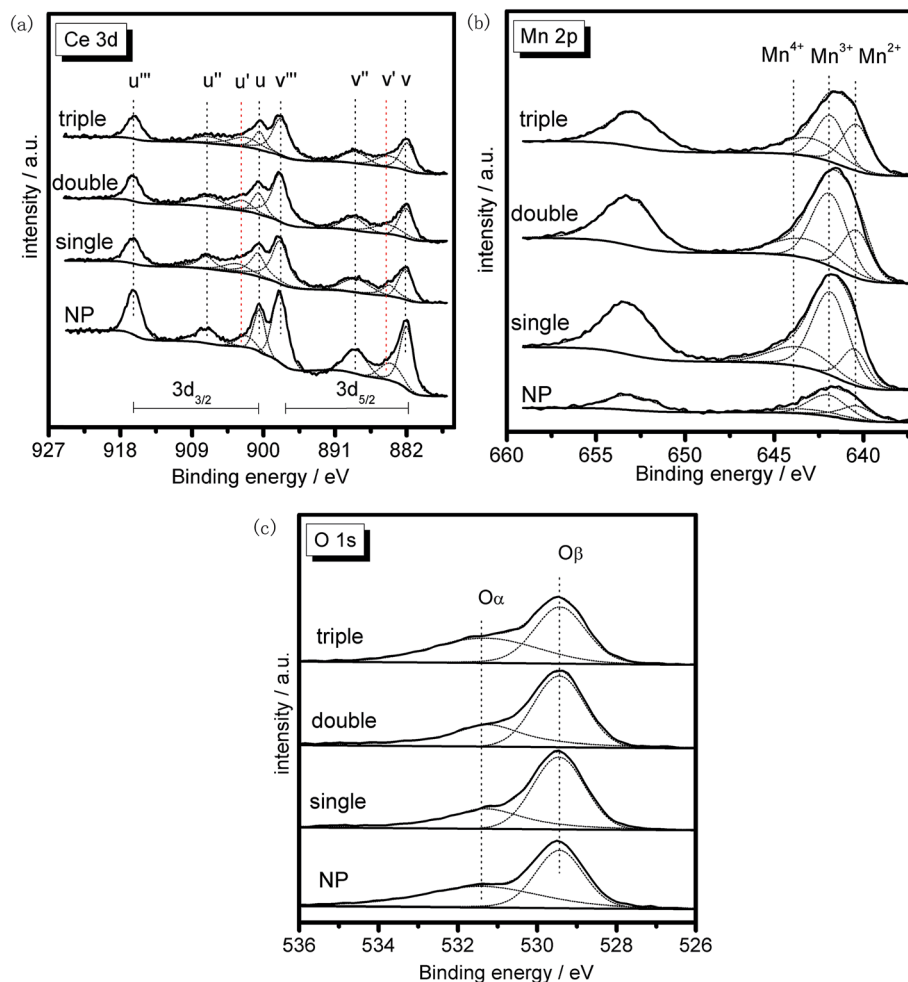 (a)
Ce 3d
u''' u'' u' u v''' v'' v' v
triple
double
single
NP
3d3/2 3d5/2
intensity / a.u.
927 918 909 900 891 882
Binding energy / eV
(b)
Mn 2p
Mn4+ Mn3+ Mn2+
triple
double
single
NP
intensity / a.u.
660 655 650 645 640
Binding energy / eV
(c)
O 1s
Oα Oβ
triple
double
single
NP
intensity / a.u.
536 534 532 530 528 526
Binding energy / eV